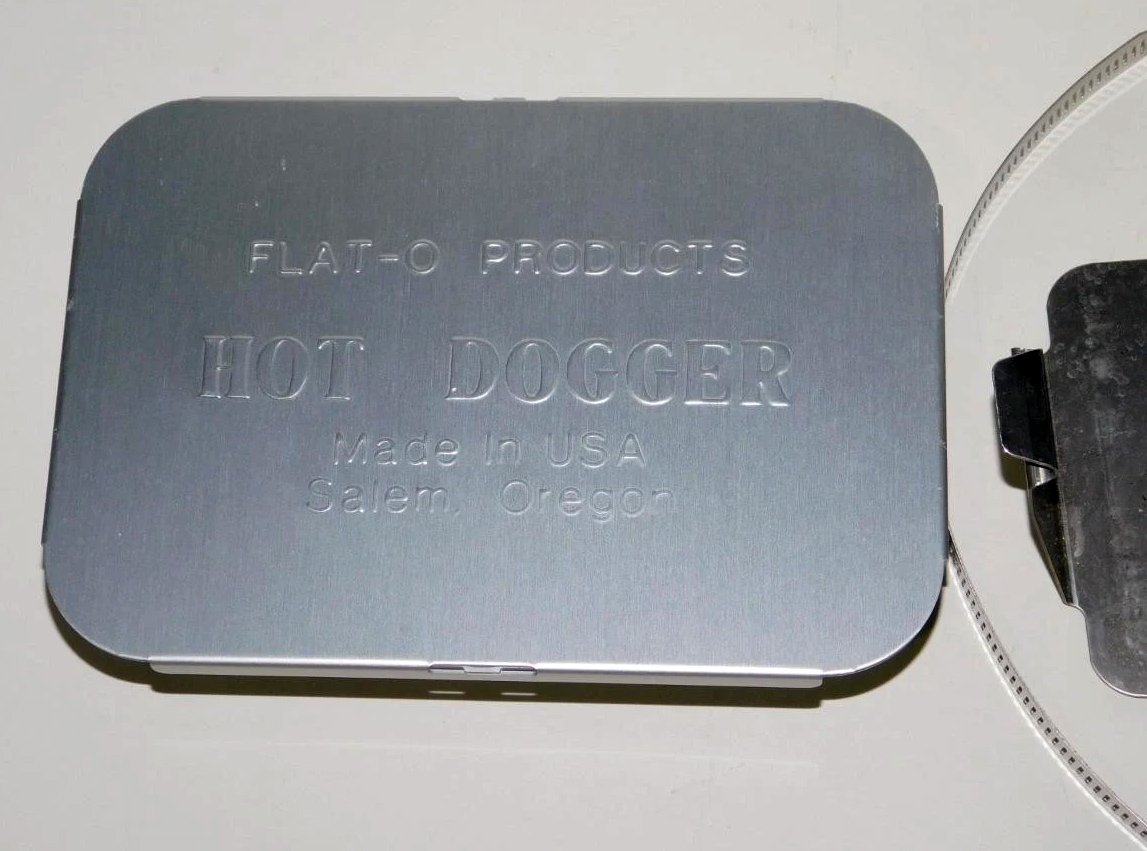 FLAT-O PRODUCTS
HOT DOGGER
Made In USA
Salem, Oregon